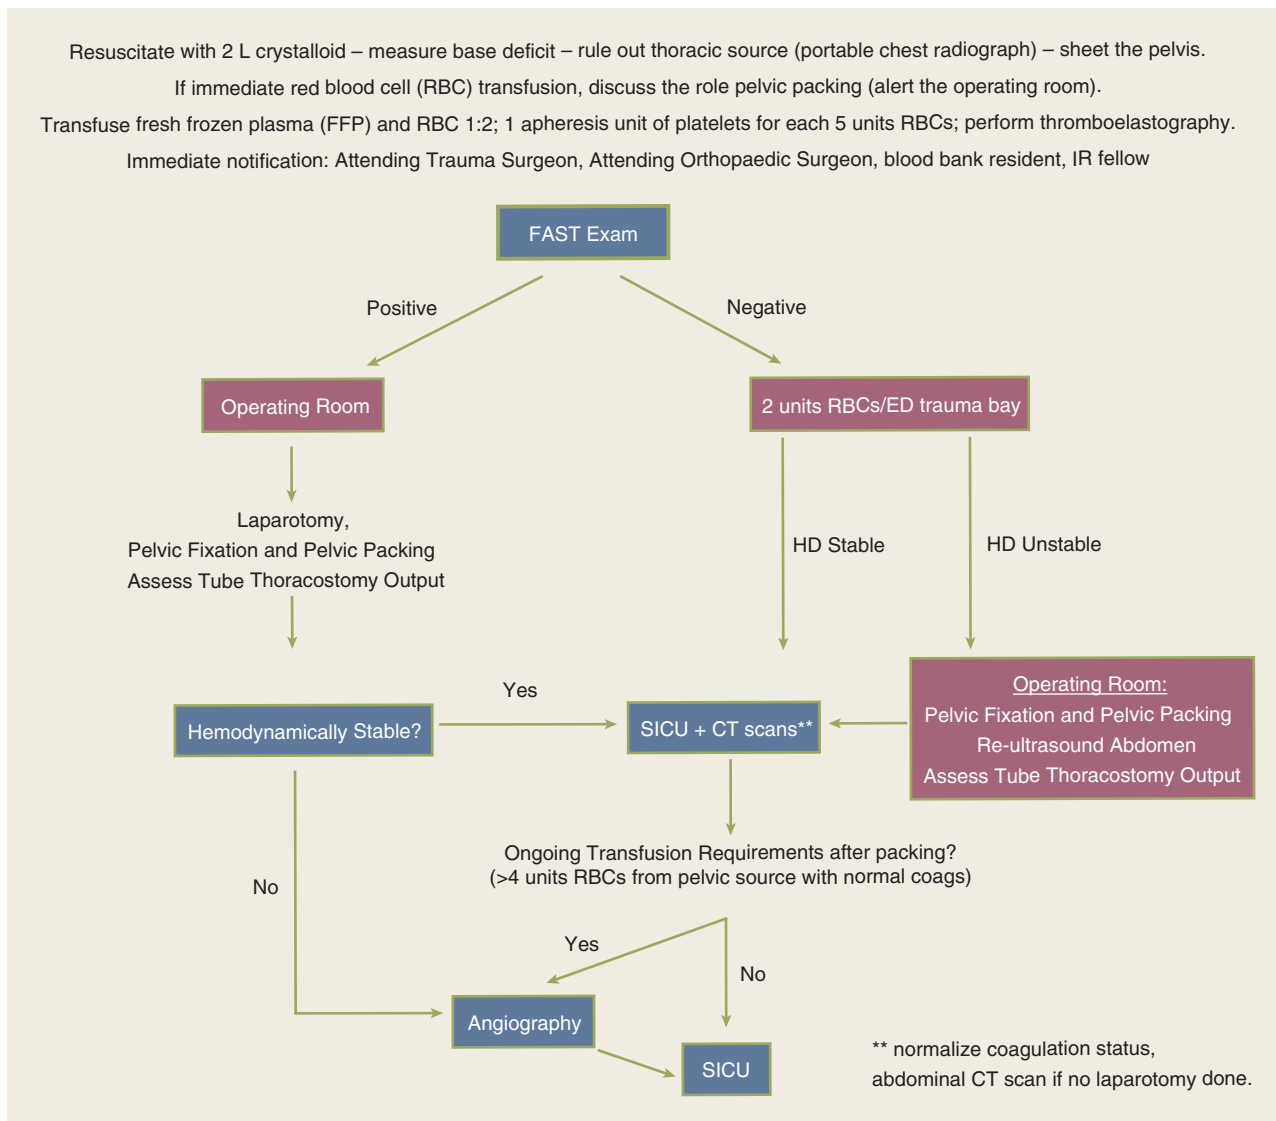 Resuscitate with 2 L crystalloid – measure base deficit – rule out thoracic source (portable chest radiograph) – sheet the pelvis.
If immediate red blood cell (RBC) transfusion, discuss the role pelvic packing (alert the operating room).
Transfuse fresh frozen plasma (FFP) and RBC 1:2; 1 apheresis unit of platelets for each 5 units RBCs; perform thromboelastography.
Immediate notification: Attending Trauma Surgeon, Attending Orthopaedic Surgeon, blood bank resident, IR fellow
FAST Exam
Positive
Negative
Operating Room
2 units RBCs/ED trauma bay
Laparotomy,
Pelvic Fixation and Pelvic Packing
Assess Tube Thoracostomy Output
HD Stable
HD Unstable
Hemodynamically Stable?
Yes
SICU + CT scans**
Operating Room:
Pelvic Fixation and Pelvic Packing
Re-ultrasound Abdomen
Assess Tube Thoracostomy Output
Ongoing Transfusion Requirements after packing?
(>4 units RBCs from pelvic source with normal coags)
No
Yes
No
Angiography
SICU
** normalize coagulation status,
abdominal CT scan if no laparotomy done.